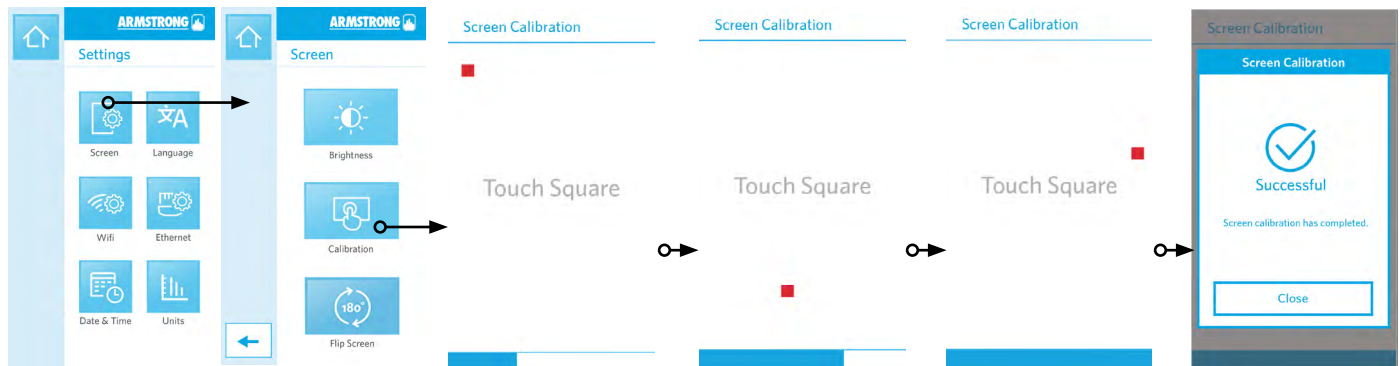 ARMSTRONG
Settings
文A
Screen
Language
Wifi
Ethernet
Date & Time
Units
ARMSTRONG
Screen
Brightness
Calibration
180°
Flip Screen
Screen Calibration
Touch Square
Screen Calibration
Touch Square
Screen Calibration
Touch Square
Screen Calibration
Screen Calibration
Successful
Screen calibration has completed.
Close